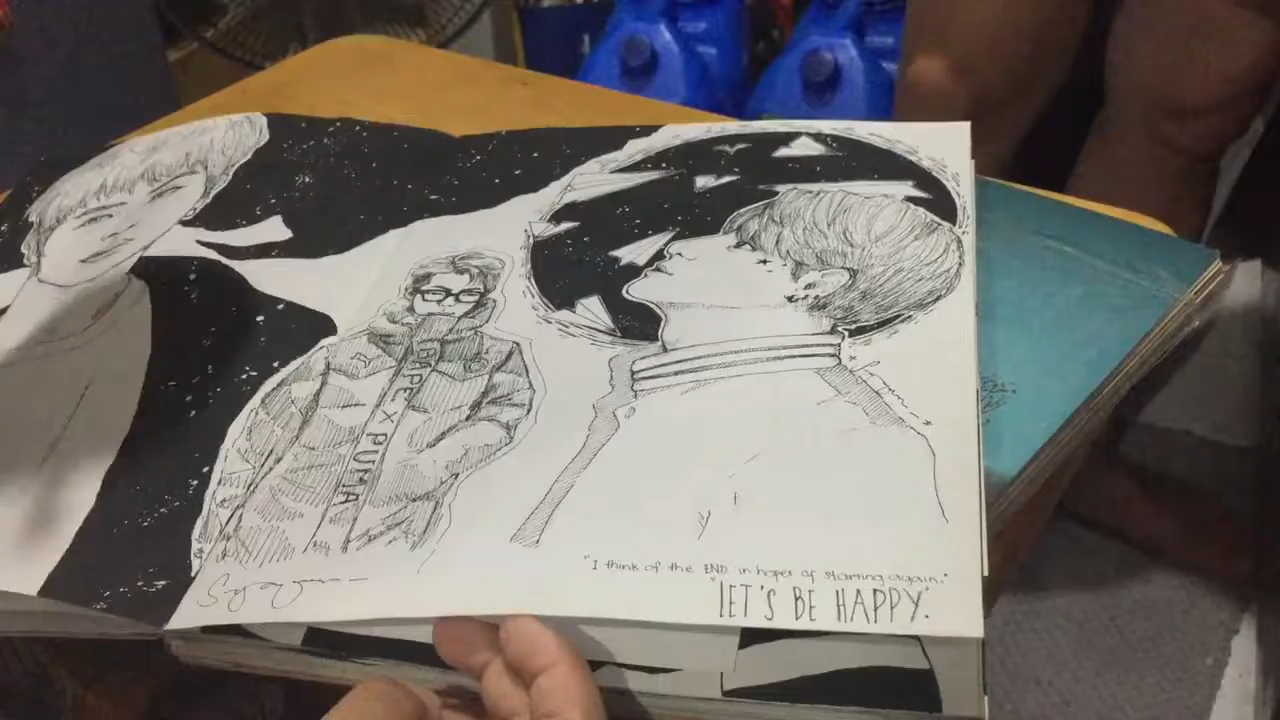 BAPE X PUMA
"I think of the END in hopes of starting again."
"LET'S BE HAPPY."